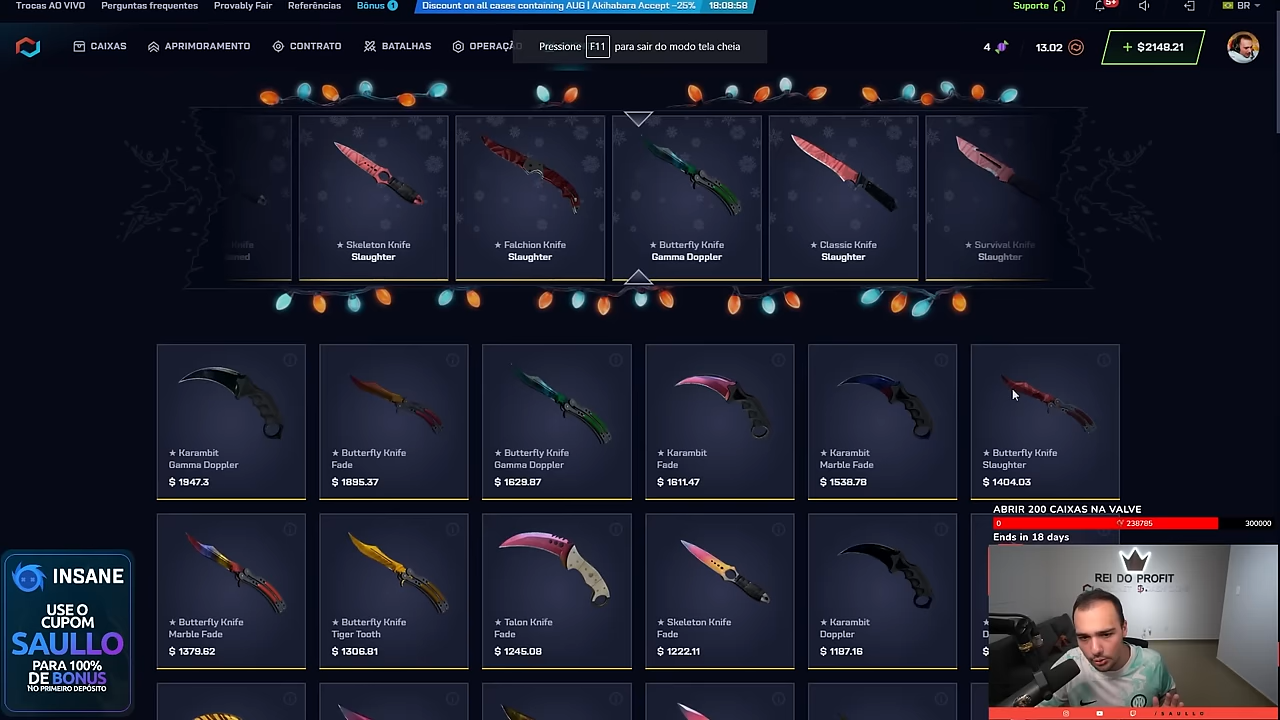 Trocas AO VIVO
Perguntas frequentes
Provably Fair
Referências
Bônus 1
Discount on all cases containing AUG | Akihabara Accept -25%
18:08:58
Suporte
5+
BR
CAIXAS
APRIMORAMENTO
CONTRATO
BATALHAS
Pressione F11 para sair do modo tela cheia
4
13.02
+ $2148.21
★ Skeleton Knife
Slaughter
★ Falchion Knife
Slaughter
★ Butterfly Knife
Gamma Doppler
★ Classic Knife
Slaughter
★ Survival Knife
Slaughter
★ Karambit
Gamma Doppler
$ 1947.3
★ Butterfly Knife
Fade
$ 1695.37
★ Butterfly Knife
Gamma Doppler
$ 1629.87
★ Karambit
Fade
$ 1611.47
★ Karambit
Marble Fade
$ 1538.78
★ Butterfly Knife
Slaughter
$ 1404.03
★ Butterfly Knife
Marble Fade
$ 1379.62
★ Butterfly Knife
Tiger Tooth
$ 1306.81
★ Talon Knife
Fade
$ 1245.08
★ Skeleton Knife
Fade
$ 1222.11
★ Karambit
Doppler
$ 1187.16
ABRIR 200 CAIXAS NA VALVE
0
238785
300000
Ends in 18 days
REI DO PROFIT
INSANE
USE O
CUPOM
SAULLO
PARA 100%
DE BONUS
NO PRIMEIRO DEPÓSITO
/SAULLO